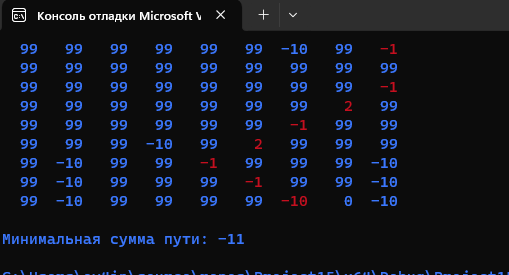 Консоль отладки Microsoft V
99 99 99 99 99 99 -10 99 -1
99 99 99 99 99 99 99 99 99
99 99 99 99 99 99 99 99 -1
99 99 99 99 99 99 99 2 99
99 99 99 99 99 99 -1 99 99
99 99 99 -10 99 2 99 99 99
99 -10 99 99 -1 99 99 99 -10
99 -10 99 99 99 -1 99 99 -10
99 -10 99 99 99 99 -10 0 -10
Минимальная сумма пути: -11